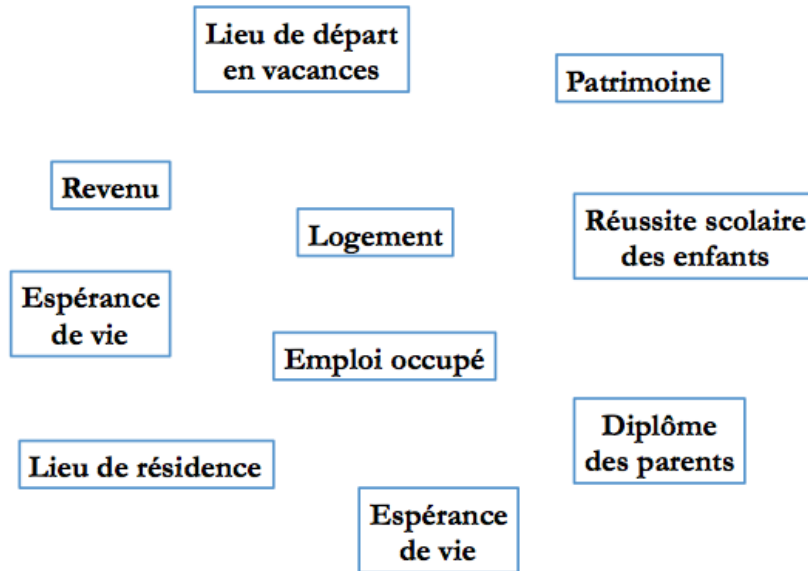 Lieu de départ
en vacances
Patrimoine
Revenu
Logement
Réussite scolaire
des enfants
Espérance
de vie
Emploi occupé
Diplôme
des parents
Lieu de résidence
Espérance
de vie